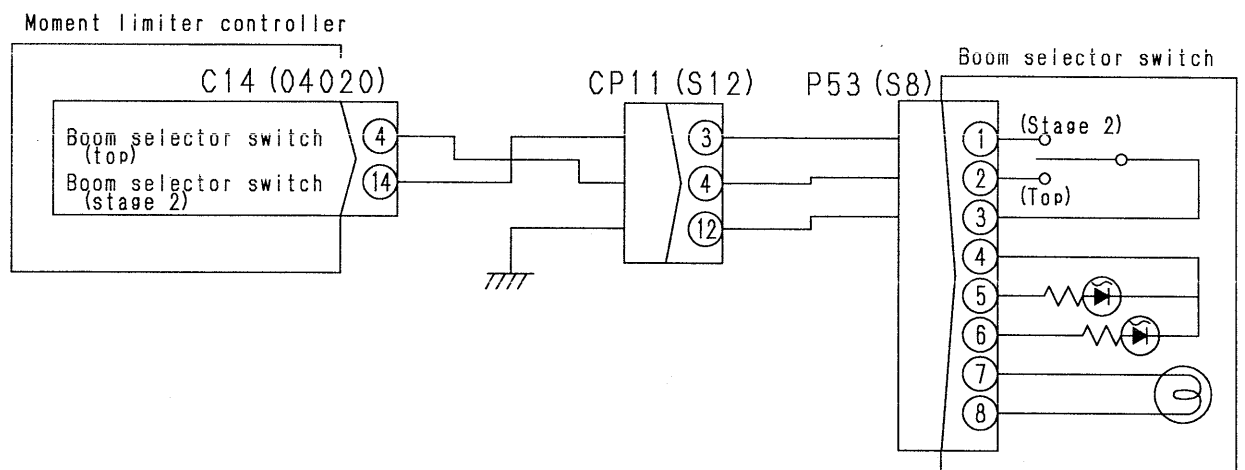 Moment limiter controller
C14 (04020)
Boom selector switch
(top)
Boom selector switch
(stage 2)
4
14
CP11 (S12)
3
4
12
P53 (S8)
Boom selector switch
1
2
3
4
5
6
7
8
(Stage 2)
(Top)